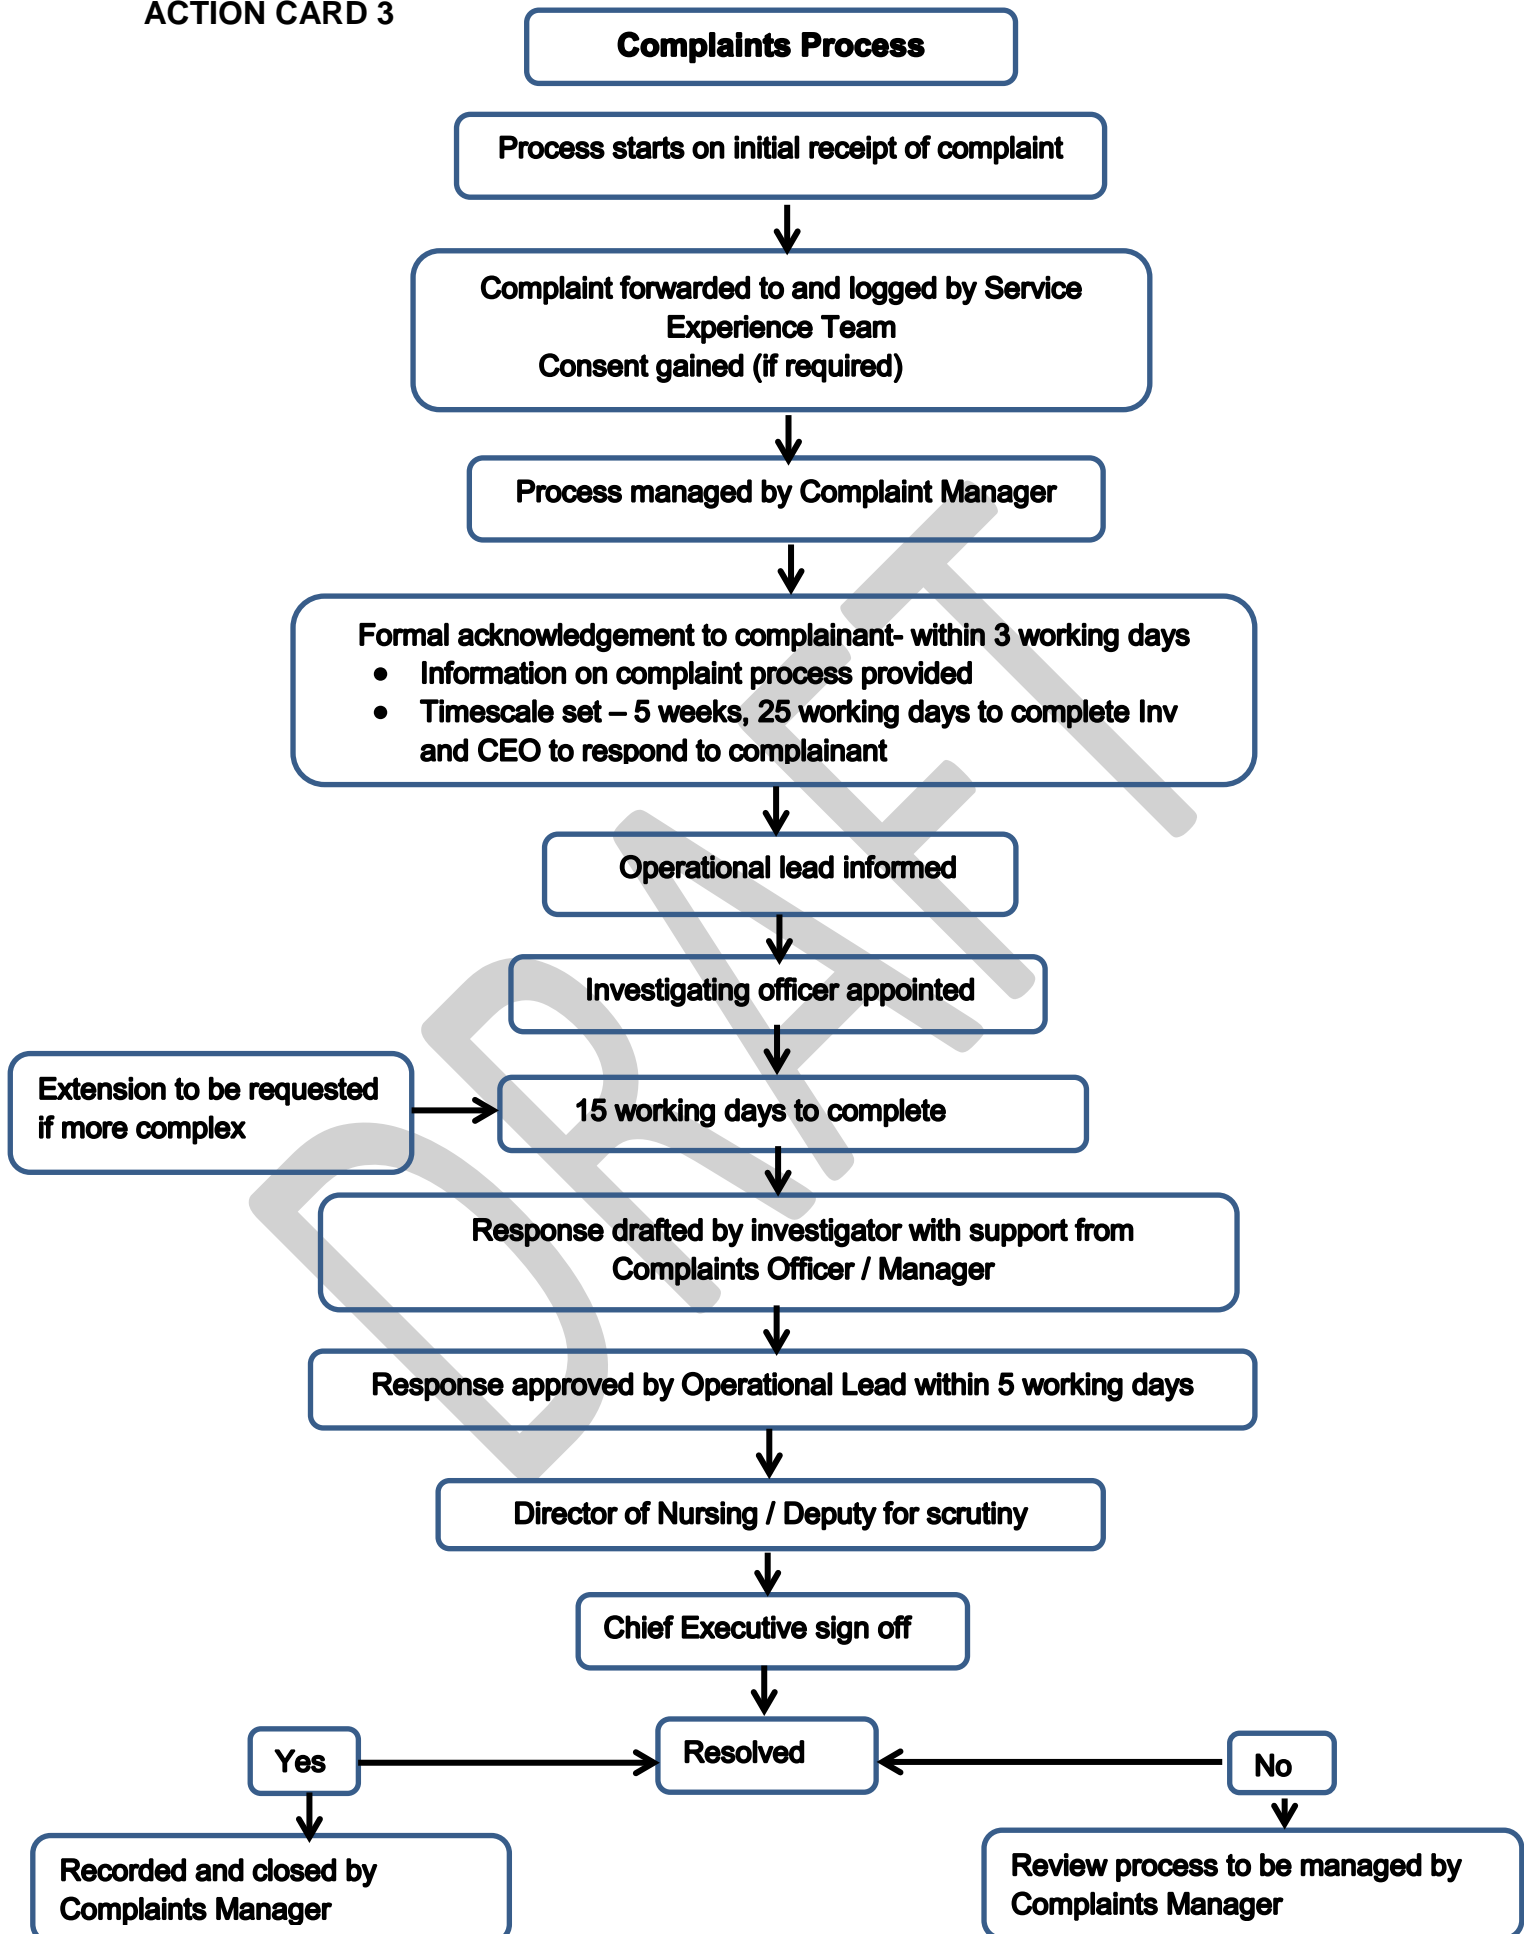 ACTION CARD 3
Complaints Process
Process starts on initial receipt of complaint
Complaint forwarded to and logged by Service
Experience Team
Consent gained (if required)
Process managed by Complaint Manager
Formal acknowledgement to complainant- within 3 working days
● Information on complaint process provided
● Timescale set – 5 weeks, 25 working days to complete Inv
and CEO to respond to complainant
Operational lead informed
Investigating officer appointed
Extension to be requested
if more complex
15 working days to complete
Response drafted by investigator with support from
Complaints Officer / Manager
Response approved by Operational Lead within 5 working days
Director of Nursing / Deputy for scrutiny
Chief Executive sign off
Yes
Resolved
No
Recorded and closed by
Complaints Manager
Review process to be managed by
Complaints Manager
DRAFT